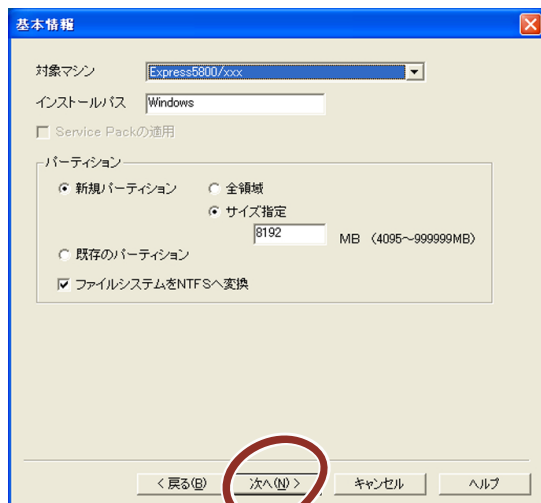 基本情報
対象マシン Express5800/xxx
インストールパス Windows
Service Packの適用
パーティション
新規パーティション 全領域
サイズ指定
8192 MB (4095～999999MB)
既存のパーティション
ファイルシステムをNTFSへ変換
< 戻る(B) 次へ(N) > キャンセル ヘルプ